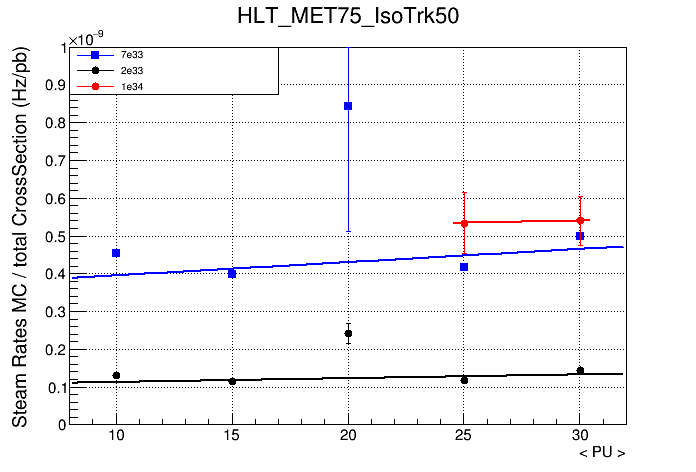 HLT_MET75_IsoTrk50
×10⁻⁹
1
0.9
0.8
0.7
0.6
0.5
0.4
0.3
0.2
0.1
0
7e33
2e33
1e34
Steam Rates MC / total CrossSection (Hz/pb)
10 15 20 25 30
< PU >